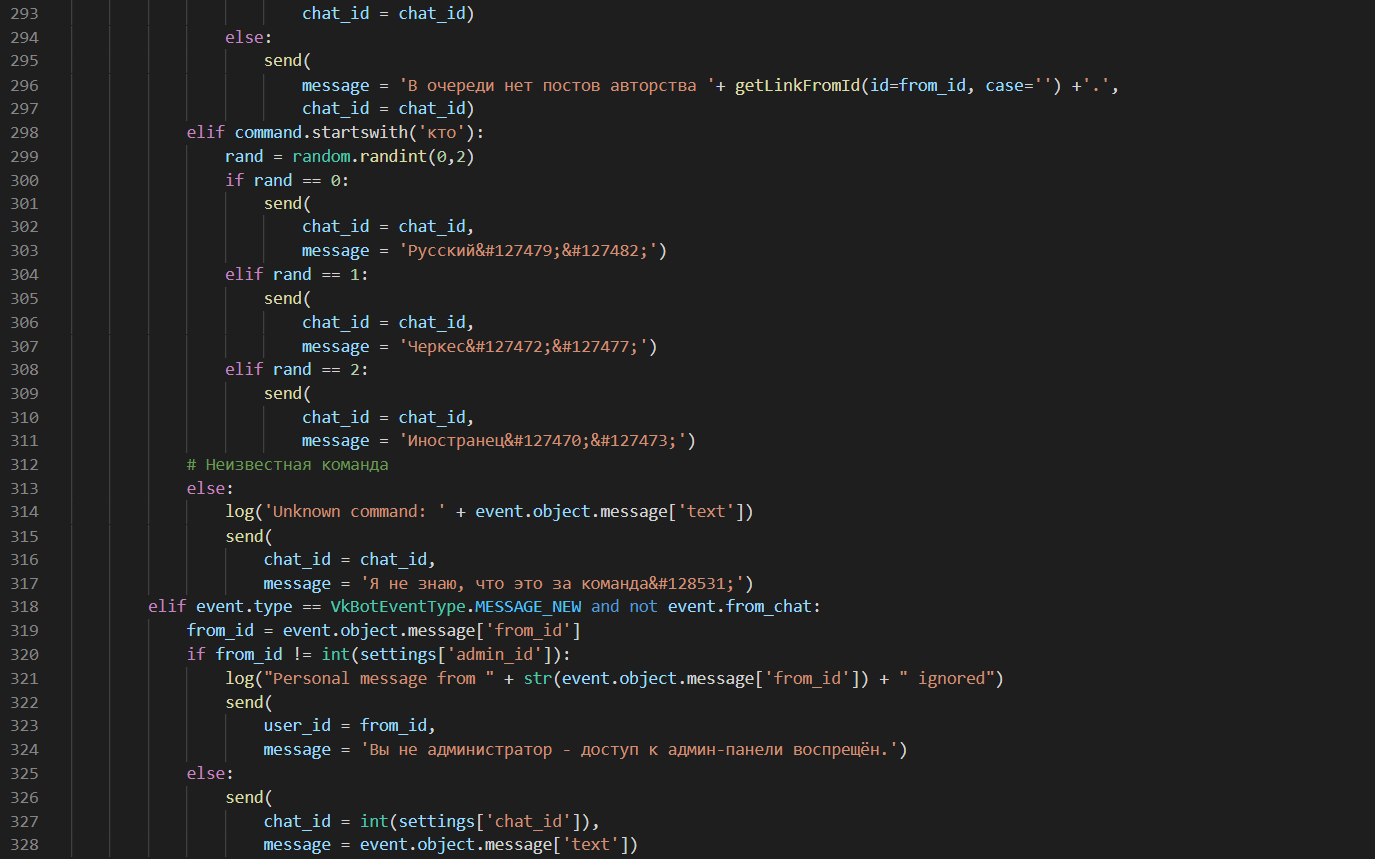 293 chat_id = chat_id)
294 else:
295 send(
296 message = 'В очереди нет постов авторства '+ getLinkFromId(id=from_id, case='') +'.',
297 chat_id = chat_id)
298 elif command.startswith('кто'):
299 rand = random.randint(0,2)
300 if rand == 0:
301 send(
302 chat_id = chat_id,
303 message = 'Русский&#127479;&#127482;')
304 elif rand == 1:
305 send(
306 chat_id = chat_id,
307 message = 'Черкес&#127472;&#127477;')
308 elif rand == 2:
309 send(
310 chat_id = chat_id,
311 message = 'Иностранец&#127470;&#127473;')
312 # Неизвестная команда
313 else:
314 log('Unknown command: ' + event.object.message['text'])
315 send(
316 chat_id = chat_id,
317 message = 'Я не знаю, что это за команда&#128531;')
318 elif event.type == VkBotEventType.MESSAGE_NEW and not event.from_chat:
319 from_id = event.object.message['from_id']
320 if from_id != int(settings['admin_id']):
321 log("Personal message from " + str(event.object.message['from_id']) + " ignored")
322 send(
323 user_id = from_id,
324 message = 'Вы не администратор - доступ к админ-панели воспрещён.')
325 else:
326 send(
327 chat_id = int(settings['chat_id']),
328 message = event.object.message['text'])